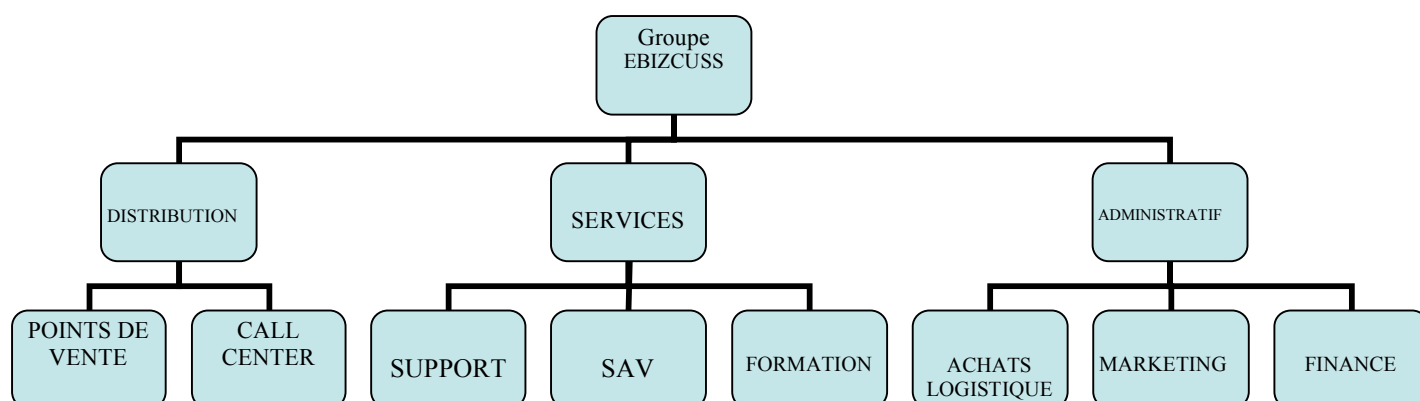 Groupe
EBIZCUSS
DISTRIBUTION
SERVICES
ADMINISTRATIF
POINTS DE
VENTE
CALL
CENTER
SUPPORT
SAV
FORMATION
ACHATS
LOGISTIQUE
MARKETING
FINANCE